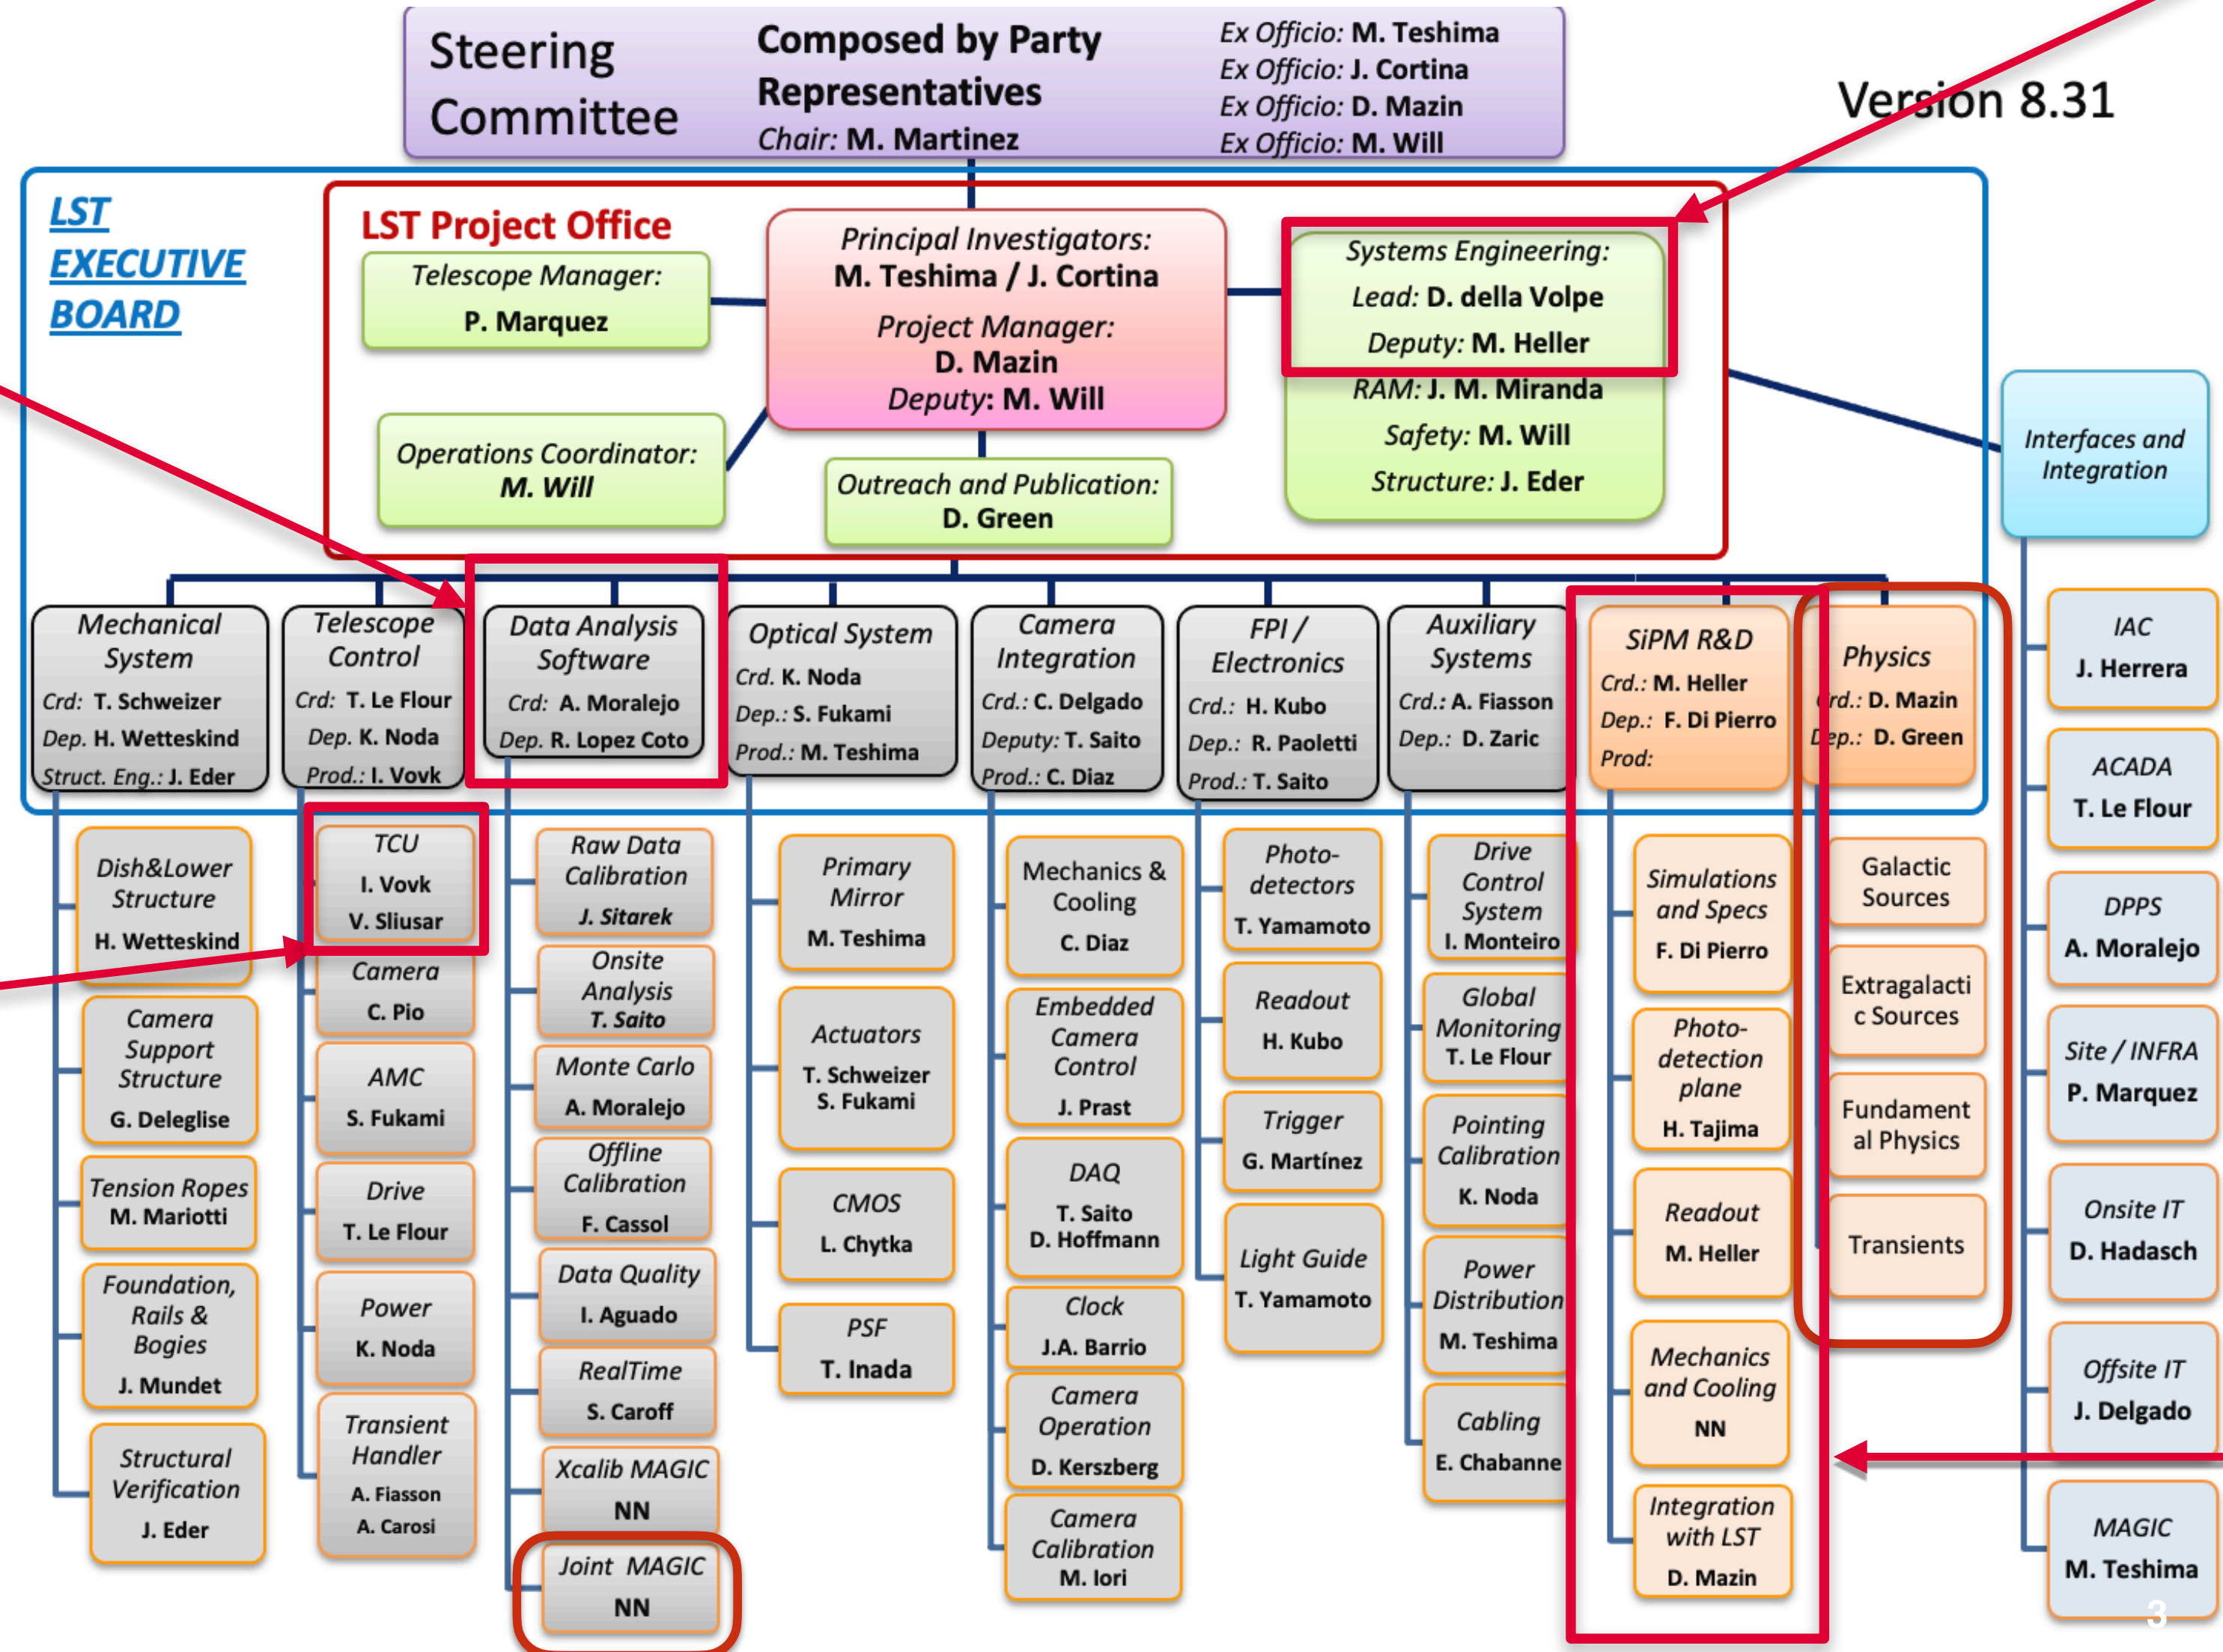 Steering
Committee
Composed by Party
Representatives
Chair: M. Martinez
Ex Officio: M. Teshima
Ex Officio: J. Cortina
Ex Officio: D. Mazin
Ex Officio: M. Will
Version 8.31
LST
EXECUTIVE
BOARD
LST Project Office
Telescope Manager:
P. Marquez
Operations Coordinator:
M. Will
Principal Investigators:
M. Teshima / J. Cortina
Project Manager:
D. Mazin
Deputy: M. Will
Outreach and Publication:
D. Green
Systems Engineering:
Lead: D. della Volpe
Deputy: M. Heller
RAM: J. M. Miranda
Safety: M. Will
Structure: J. Eder
Interfaces and
Integration
Mechanical
System
Crd: T. Schweizer
Dep. H. Wetteskind
Struct. Eng.: J. Eder
Telescope
Control
Crd: T. Le Flour
Dep. K. Noda
Prod.: I. Vovk
Data Analysis
Software
Crd: A. Moralejo
Dep. R. Lopez Coto
Optical System
Crd. K. Noda
Dep.: S. Fukami
Prod.: M. Teshima
Camera
Integration
Crd.: C. Delgado
Deputy: T. Saito
Prod.: C. Diaz
FPI /
Electronics
Crd.: H. Kubo
Dep.: R. Paoletti
Prod.: T. Saito
Auxiliary
Systems
Crd.: A. Fiasson
Dep.: D. Zaric
SiPM R&D
Crd.: M. Heller
Dep.: F. Di Pierro
Prod:
Physics
Crd.: D. Mazin
Dep.: D. Green
Dish&Lower
Structure
H. Wetteskind
Camera
Support
Structure
G. Deleglise
Tension Ropes
M. Mariotti
Foundation,
Rails &
Bogies
J. Mundet
Structural
Verification
J. Eder
TCU
I. Vovk
V. Sliusar
Camera
C. Pio
AMC
S. Fukami
Drive
T. Le Flour
Power
K. Noda
Transient
Handler
A. Fiasson
A. Carosi
Raw Data
Calibration
J. Sitarek
Onsite
Analysis
T. Saito
Monte Carlo
A. Moralejo
Offline
Calibration
F. Cassol
Data Quality
I. Aguado
RealTime
S. Caroff
Xcalib MAGIC
NN
Joint MAGIC
NN
Primary
Mirror
M. Teshima
Actuators
T. Schweizer
S. Fukami
CMOS
L. Chytka
PSF
T. Inada
Mechanics &
Cooling
C. Diaz
Embedded
Camera
Control
J. Prast
DAQ
T. Saito
D. Hoffmann
Clock
J.A. Barrio
Camera
Operation
D. Kerszberg
Camera
Calibration
M. Iori
Photo-
detectors
T. Yamamoto
Readout
H. Kubo
Trigger
G. Martínez
Light Guide
T. Yamamoto
Drive
Control
System
I. Monteiro
Global
Monitoring
T. Le Flour
Pointing
Calibration
K. Noda
Power
Distribution
M. Teshima
Cabling
E. Chabanne
Simulations
and Specs
F. Di Pierro
Photo-
detection
plane
H. Tajima
Readout
M. Heller
Mechanics
and Cooling
NN
Integration
with LST
D. Mazin
Galactic
Sources
Extragalacti
c Sources
Fundament
al Physics
Transients
IAC
J. Herrera
ACADA
T. Le Flour
DPPS
A. Moralejo
Site / INFRA
P. Marquez
Onsite IT
D. Hadasch
Offsite IT
J. Delgado
MAGIC
M. Teshima
3